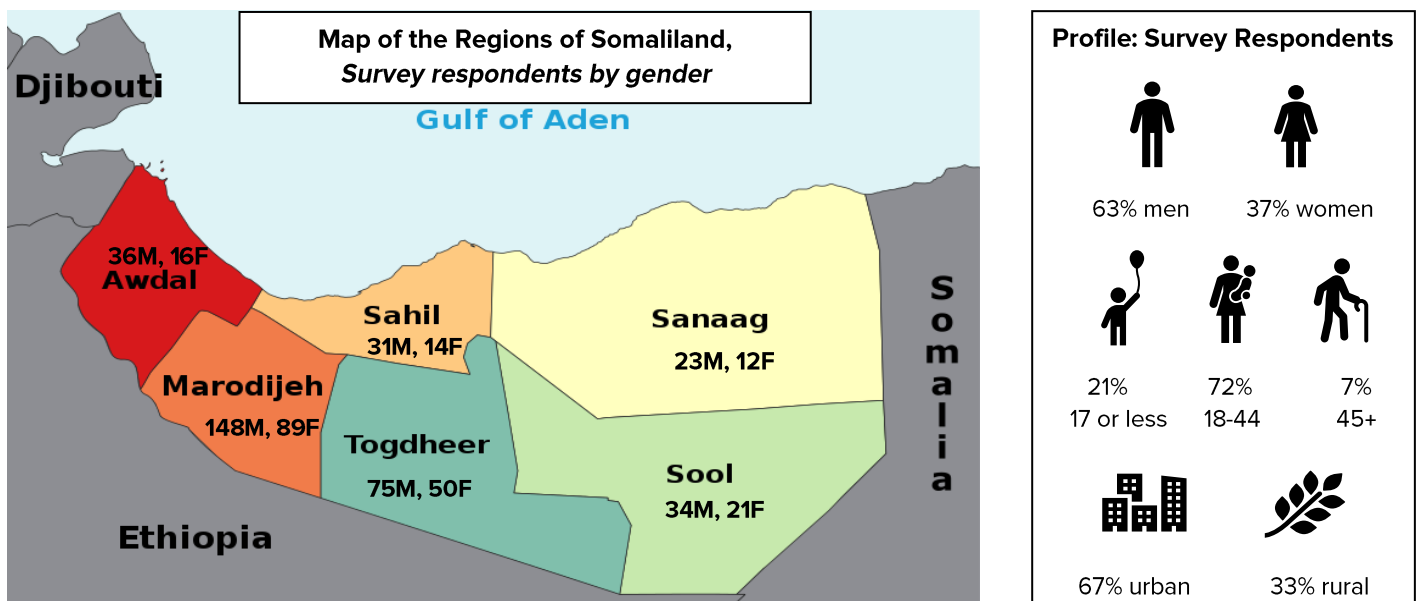 Map of the Regions of Somaliland,
Survey respondents by gender
Djibouti
Gulf of Aden
36M, 16F
Awdal
Sahil
31M, 14F
Sanaag
23M, 12F
Marodijeh
148M, 89F
Togdheer
75M, 50F
Sool
34M, 21F
Ethiopia
S
o
m
a
l
i
a
Profile: Survey Respondents
63% men 37% women
21% 72% 7%
17 or less 18-44 45+
67% urban 33% rural